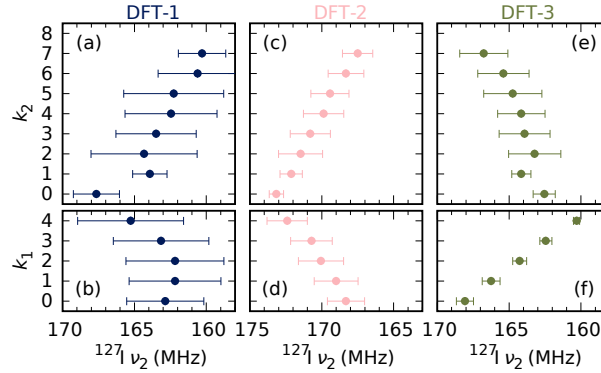 DFT-1 DFT-2 DFT-3
(a) (c) (e)
8
7
6
5
4
3
2
1
0
k₂
(b) (d) (f)
4
3
2
1
0
k₁
170 165 160 175 170 165 170 165 160
¹²⁷I ν₂ (MHz) ¹²⁷I ν₂ (MHz) ¹²⁷I ν₂ (MHz)